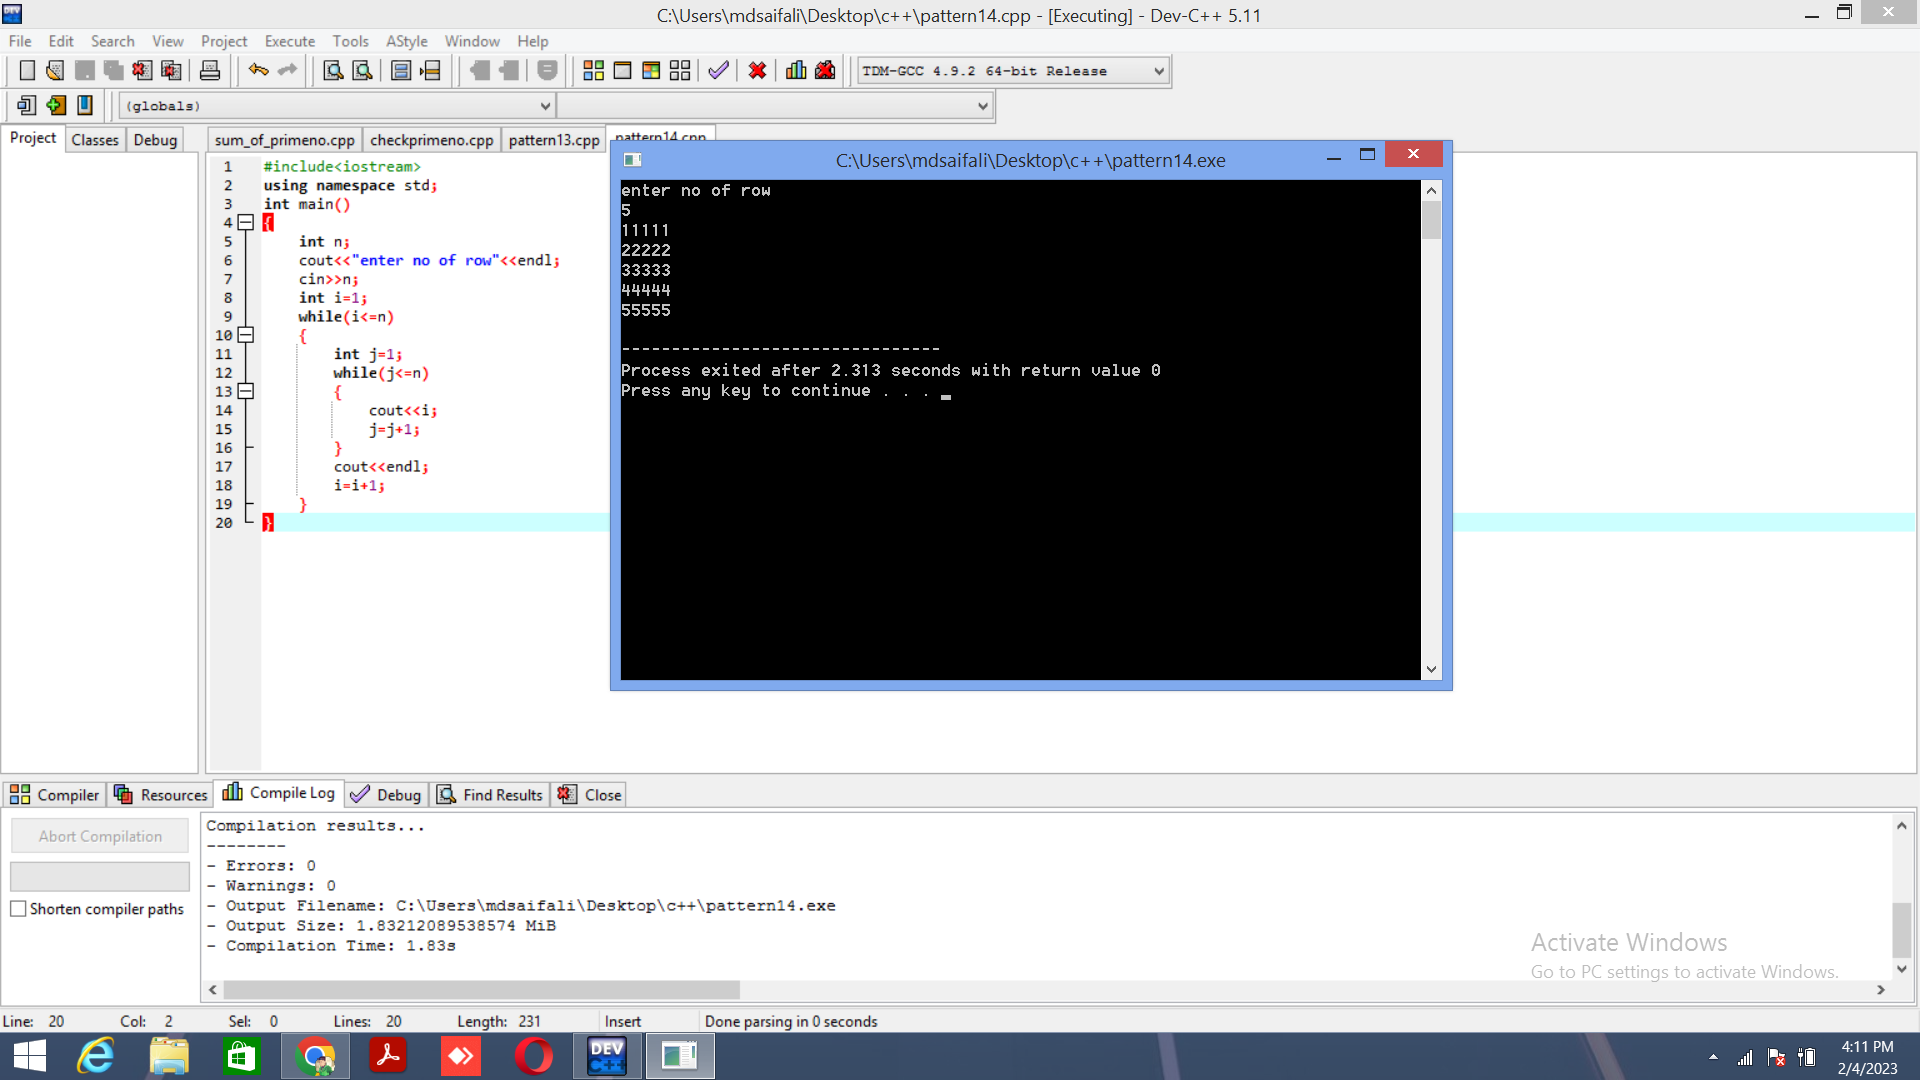 C:\Users\mdsaifali\Desktop\c++\pattern14.cpp - [Executing] - Dev-C++ 5.11
File Edit Search View Project Execute Tools AStyle Window Help
TDM-GCC 4.9.2 64-bit Release
(globals)
Project Classes Debug
sum_of_primeno.cpp checkprimeno.cpp pattern13.cpp pattern14.cpp
1 #include<iostream>
2 using namespace std;
3 int main()
4 {
5 int n;
6 cout<<"enter no of row"<<endl;
7 cin>>n;
8 int i=1;
9 while(i<=n)
10 {
11 int j=1;
12 while(j<=n)
13 {
14 cout<<i;
15 j=j+1;
16 }
17 cout<<endl;
18 i=i+1;
19 }
20 }
C:\Users\mdsaifali\Desktop\c++\pattern14.exe
enter no of row
5
11111
22222
33333
44444
55555
--------------------------------
Process exited after 2.313 seconds with return value 0
Press any key to continue . . .
Compiler Resources Compile Log Debug Find Results Close
Abort Compilation
Shorten compiler paths
Compilation results...
--------
- Errors: 0
- Warnings: 0
- Output Filename: C:\Users\mdsaifali\Desktop\c++\pattern14.exe
- Output Size: 1.83212089538574 MiB
- Compilation Time: 1.83s
Activate Windows
Go to PC settings to activate Windows.
Line: 20 Col: 2 Sel: 0 Lines: 20 Length: 231 Insert Done parsing in 0 seconds
DEV C++
4:11 PM
2/4/2023